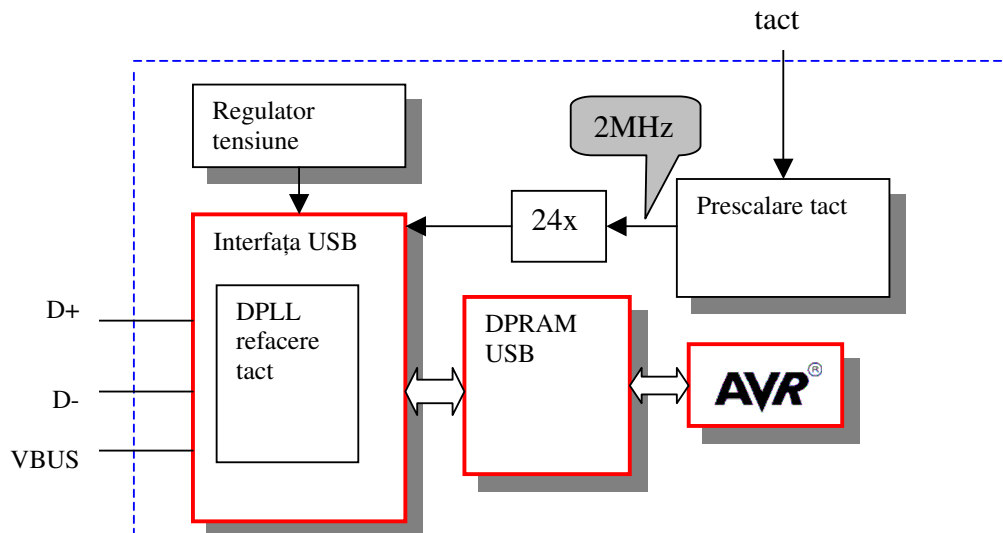 tact
Regulator
tensiune
2MHz
24x
Prescalare tact
Interfața USB
DPLL
refacere
tact
DPRAM
USB
AVR®
D+
D-
VBUS